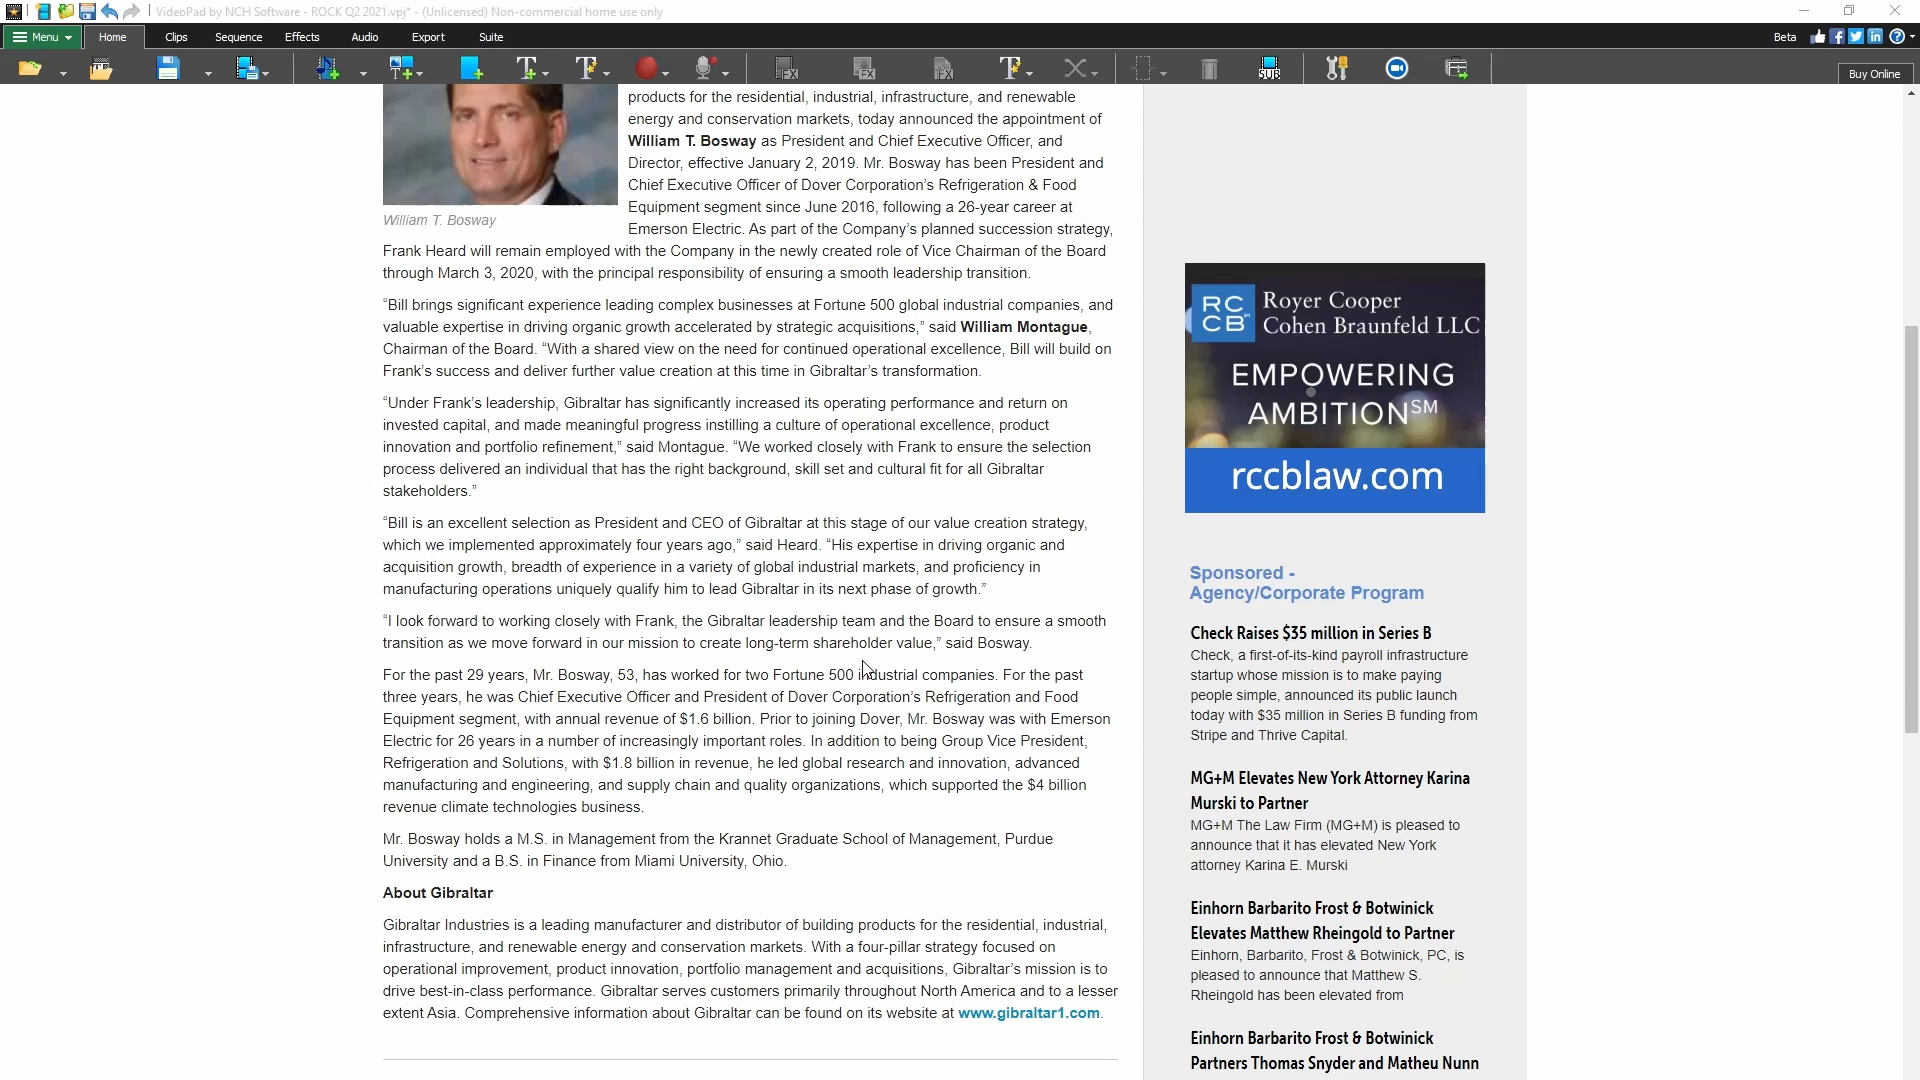 VideoPad by NCH Software - ROCK Q2 2021.vpj* - (Unlicensed) Non-commercial home use only
Menu
Home
Clips
Sequence
Effects
Audio
Export
Suite
Beta
Buy Online
products for the residential, industrial, infrastructure, and renewable
energy and conservation markets, today announced the appointment of
William T. Bosway as President and Chief Executive Officer, and
Director, effective January 2, 2019. Mr. Bosway has been President and
Chief Executive Officer of Dover Corporation’s Refrigeration & Food
Equipment segment since June 2016, following a 26-year career at
William T. Bosway
Emerson Electric. As part of the Company’s planned succession strategy,
Frank Heard will remain employed with the Company in the newly created role of Vice Chairman of the Board
through March 3, 2020, with the principal responsibility of ensuring a smooth leadership transition.
“Bill brings significant experience leading complex businesses at Fortune 500 global industrial companies, and
valuable expertise in driving organic growth accelerated by strategic acquisitions,” said William Montague,
Chairman of the Board. “With a shared view on the need for continued operational excellence, Bill will build on
Frank’s success and deliver further value creation at this time in Gibraltar’s transformation.
“Under Frank’s leadership, Gibraltar has significantly increased its operating performance and return on
invested capital, and made meaningful progress instilling a culture of operational excellence, product
innovation and portfolio refinement,” said Montague. “We worked closely with Frank to ensure the selection
process delivered an individual that has the right background, skill set and cultural fit for all Gibraltar
stakeholders.”
“Bill is an excellent selection as President and CEO of Gibraltar at this stage of our value creation strategy,
which we implemented approximately four years ago,” said Heard. “His expertise in driving organic and
acquisition growth, breadth of experience in a variety of global industrial markets, and proficiency in
manufacturing operations uniquely qualify him to lead Gibraltar in its next phase of growth.”
“I look forward to working closely with Frank, the Gibraltar leadership team and the Board to ensure a smooth
transition as we move forward in our mission to create long-term shareholder value,” said Bosway.
For the past 29 years, Mr. Bosway, 53, has worked for two Fortune 500 industrial companies. For the past
three years, he was Chief Executive Officer and President of Dover Corporation’s Refrigeration and Food
Equipment segment, with annual revenue of $1.6 billion. Prior to joining Dover, Mr. Bosway was with Emerson
Electric for 26 years in a number of increasingly important roles. In addition to being Group Vice President,
Refrigeration and Solutions, with $1.8 billion in revenue, he led global research and innovation, advanced
manufacturing and engineering, and supply chain and quality organizations, which supported the $4 billion
revenue climate technologies business.
Mr. Bosway holds a M.S. in Management from the Krannet Graduate School of Management, Purdue
University and a B.S. in Finance from Miami University, Ohio.
About Gibraltar
Gibraltar Industries is a leading manufacturer and distributor of building products for the residential, industrial,
infrastructure, and renewable energy and conservation markets. With a four-pillar strategy focused on
operational improvement, product innovation, portfolio management and acquisitions, Gibraltar’s mission is to
drive best-in-class performance. Gibraltar serves customers primarily throughout North America and to a lesser
extent Asia. Comprehensive information about Gibraltar can be found on its website at www.gibraltar1.com.
RC
CB
Royer Cooper
Cohen Braunfeld LLC
EMPOWERING
AMBITION℠
rccblaw.com
Sponsored -
Agency/Corporate Program
Check Raises $35 million in Series B
Check, a first-of-its-kind payroll infrastructure
startup whose mission is to make paying
people simple, announced its public launch
today with $35 million in Series B funding from
Stripe and Thrive Capital.
MG+M Elevates New York Attorney Karina
Murski to Partner
MG+M The Law Firm (MG+M) is pleased to
announce that it has elevated New York
attorney Karina E. Murski
Einhorn Barbarito Frost & Botwinick
Elevates Matthew Rheingold to Partner
Einhorn, Barbarito, Frost & Botwinick, PC, is
pleased to announce that Matthew S.
Rheingold has been elevated from
Einhorn Barbarito Frost & Botwinick
Partners Thomas Snyder and Matheu Nunn